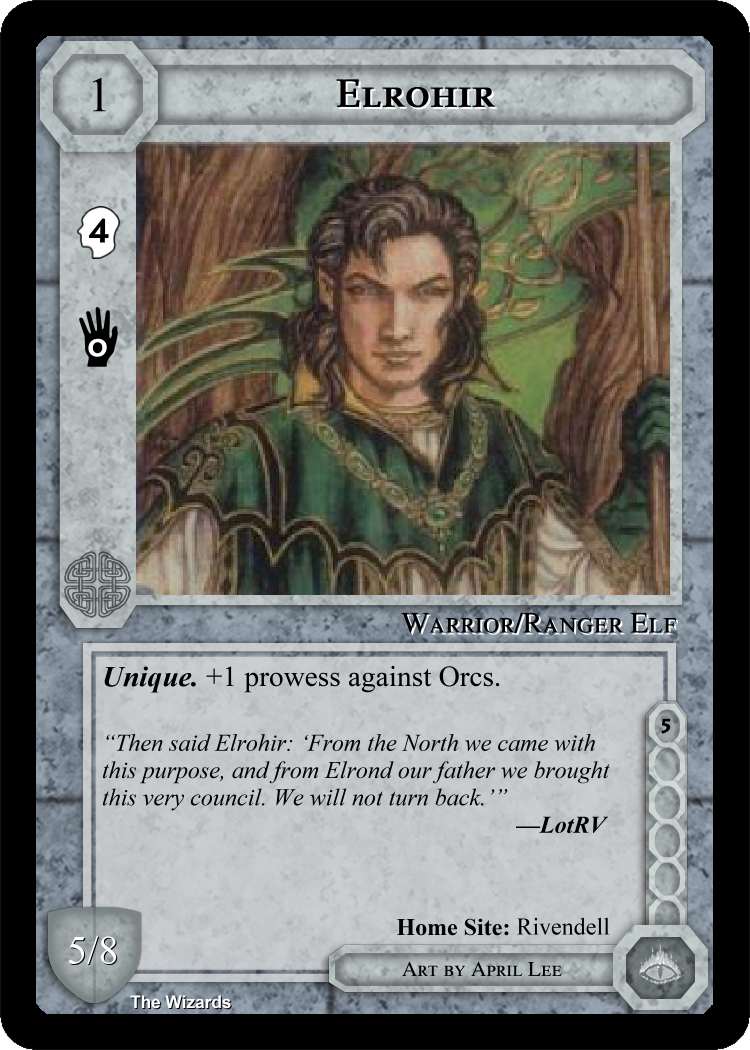 1
ELROHIR
4
0
WARRIOR/RANGER ELF
Unique. +1 prowess against Orcs.
“Then said Elrohir: ‘From the North we came with
this purpose, and from Elrond our father we brought
this very council. We will not turn back.’”
—LotRV
5
Home Site: Rivendell
5/8
ART BY APRIL LEE
The Wizards